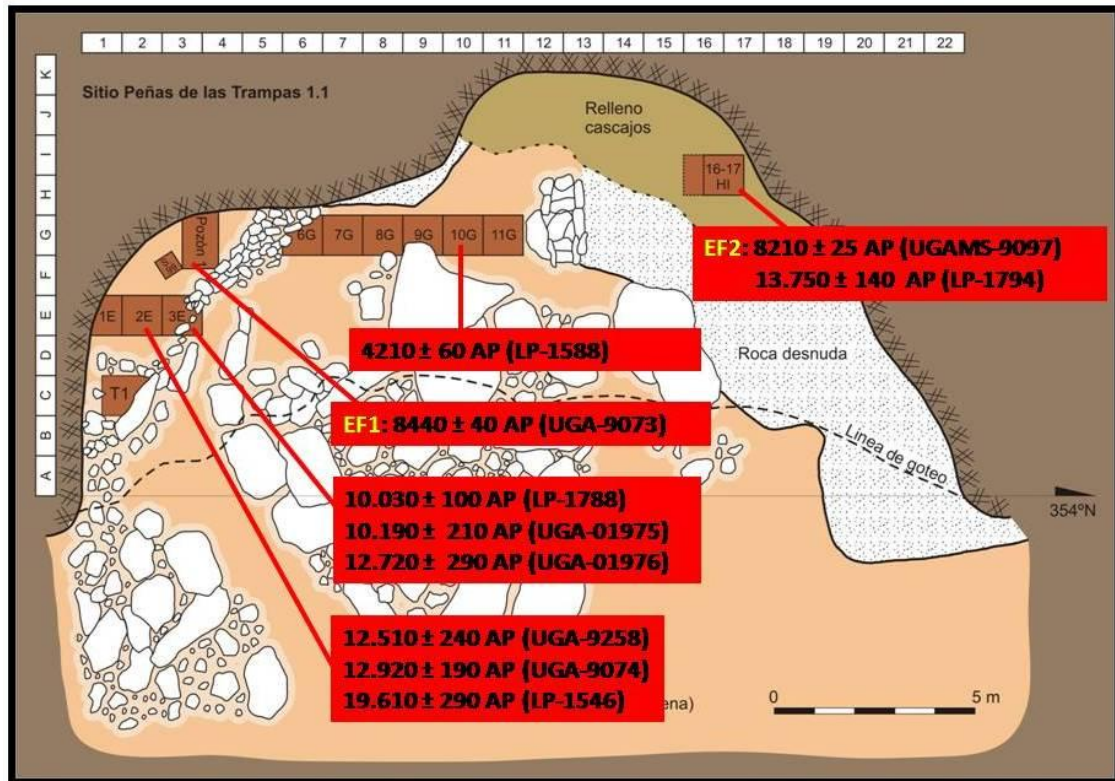 1 2 3 4 5 6 7 8 9 10 11 12 13 14 15 16 17 18 19 20 21 22
K
J
I
H
G
F
E
D
C
B
A
Sitio Peñas de las Trampas 1.1
Relleno
cascajos
16-17
HI
Pozón 1
6G 7G 8G 9G 10G 11G
EF2: 8210 ± 25 AP (UGAMS-9097)
13.750 ± 140 AP (LP-1794)
1E 2E 3E
4210 ± 60 AP (LP-1588)
Roca desnuda
T1
EF1: 8440 ± 40 AP (UGA-9073)
Línea de goteo
10.030 ± 100 AP (LP-1788)
10.190 ± 210 AP (UGA-01975)
12.720 ± 290 AP (UGA-01976)
354ºN
12.510 ± 240 AP (UGA-9258)
12.920 ± 190 AP (UGA-9074)
19.610 ± 290 AP (LP-1546)
ena)
0 5 m